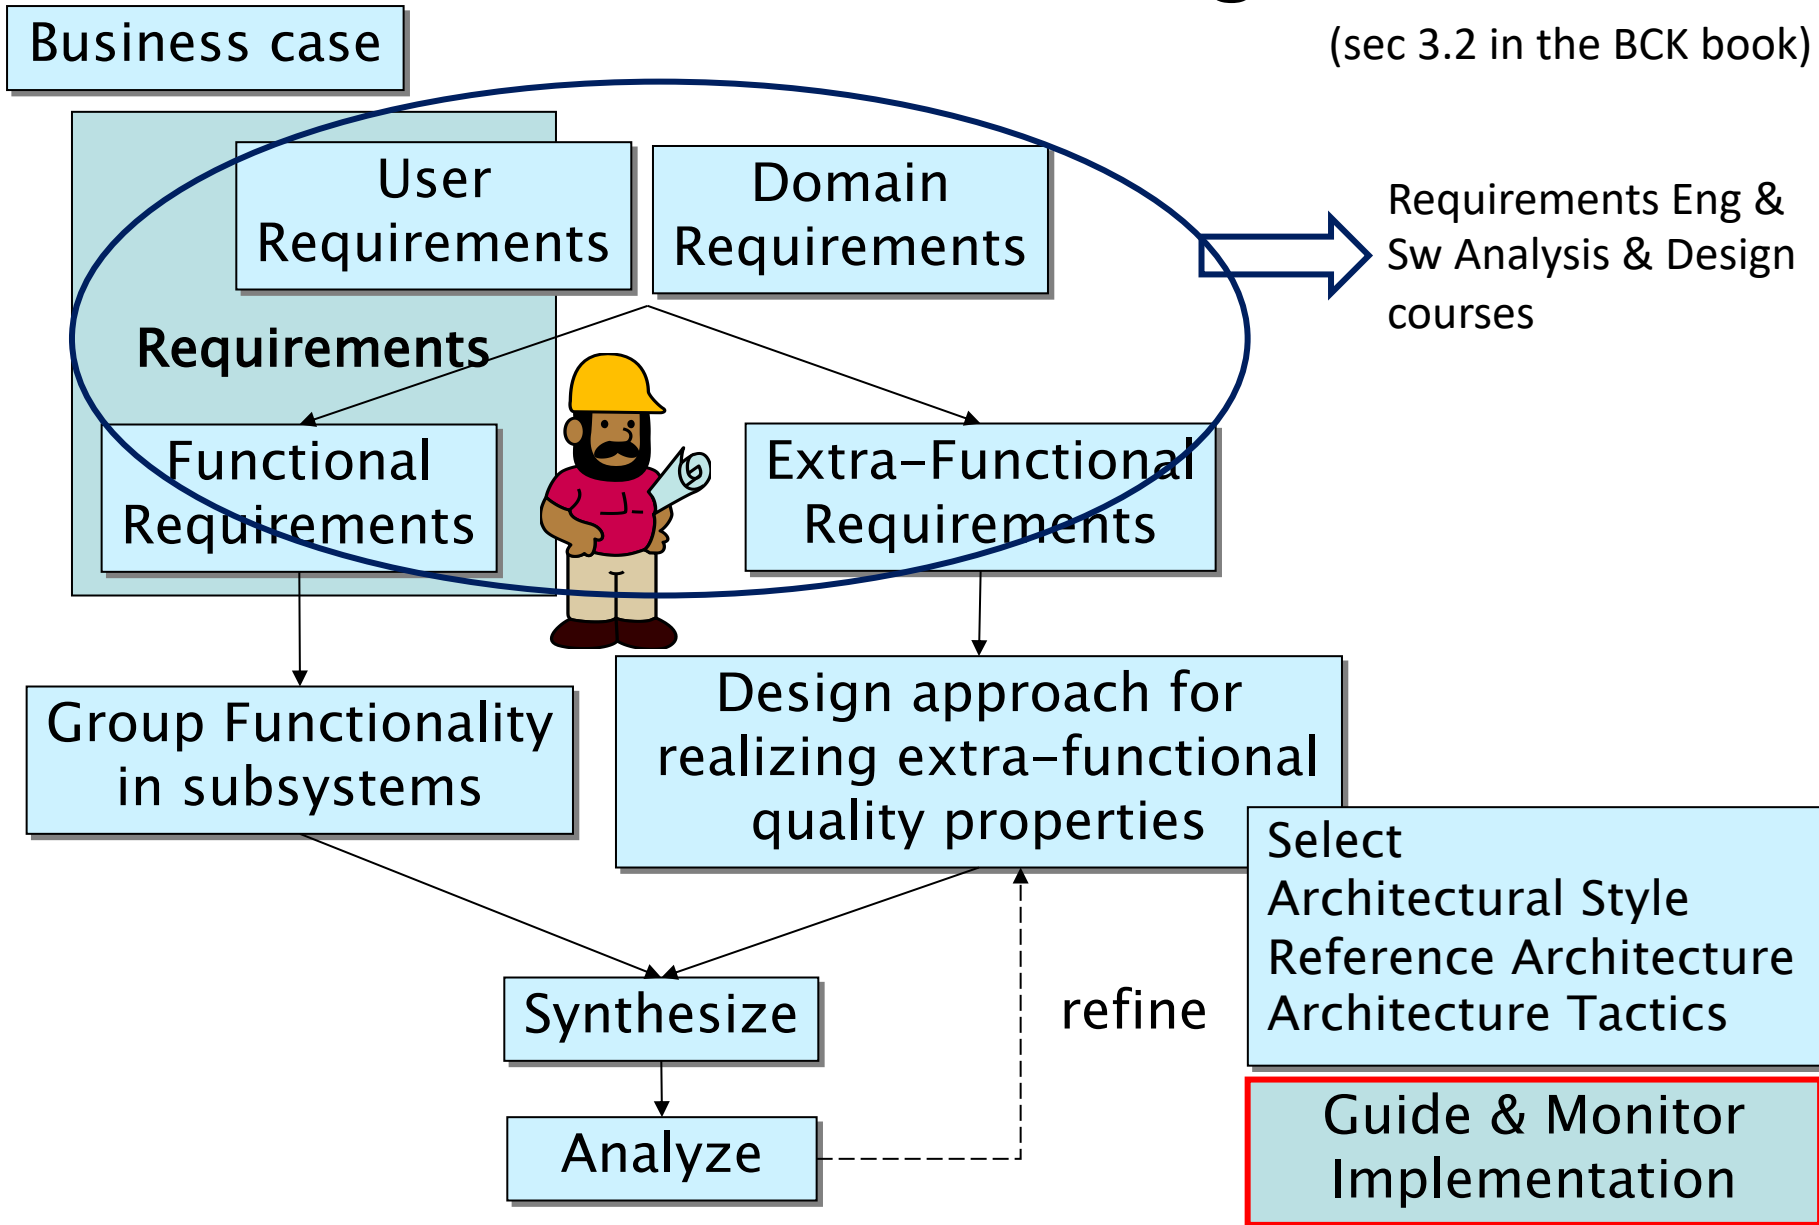 Business case
(sec 3.2 in the BCK book)
User
Requirements
Domain
Requirements
Requirements Eng &
Sw Analysis & Design
courses
Requirements
Functional
Requirements
Extra-Functional
Requirements
Group Functionality
in subsystems
Design approach for
realizing extra-functional
quality properties
Select
Architectural Style
Reference Architecture
Architecture Tactics
Synthesize
refine
Analyze
Guide & Monitor
Implementation